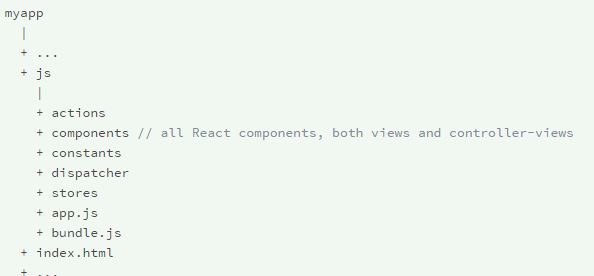 myapp
|
+ ...
+ js
|
+ actions
+ components // all React components, both views and controller-views
+ constants
+ dispatcher
+ stores
+ app.js
+ bundle.js
+ index.html
+ ...